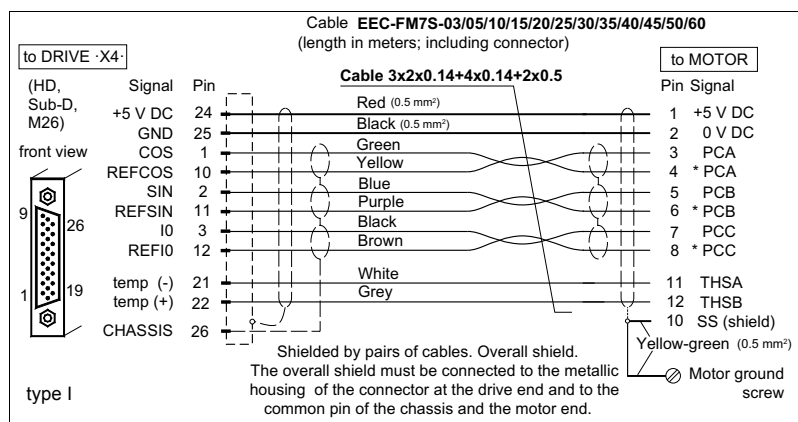 Cable EEC-FM7S-03/05/10/15/20/25/30/35/40/45/50/60
(length in meters; including connector)
to DRIVE ·X4·
to MOTOR
(HD,
Sub-D,
M26)
front view
9
26
1
19
type I
Cable 3x2x0.14+4x0.14+2x0.5
Signal Pin
Pin Signal
+5 V DC 24 Red (0.5 mm²) 1 +5 V DC
GND 25 Black (0.5 mm²) 2 0 V DC
COS 1 Green 3 PCA
REFCOS 10 Yellow 4 * PCA
SIN 2 Blue 5 PCB
REFSIN 11 Purple 6 * PCB
I0 3 Black 7 PCC
REFI0 12 Brown 8 * PCC
temp (-) 21 White 11 THSA
temp (+) 22 Grey 12 THSB
CHASSIS 26
10 SS (shield)
Yellow-green (0.5 mm²)
Motor ground
screw
Shielded by pairs of cables. Overall shield.
The overall shield must be connected to the metallic
housing of the connector at the drive end and to the
common pin of the chassis and the motor end.